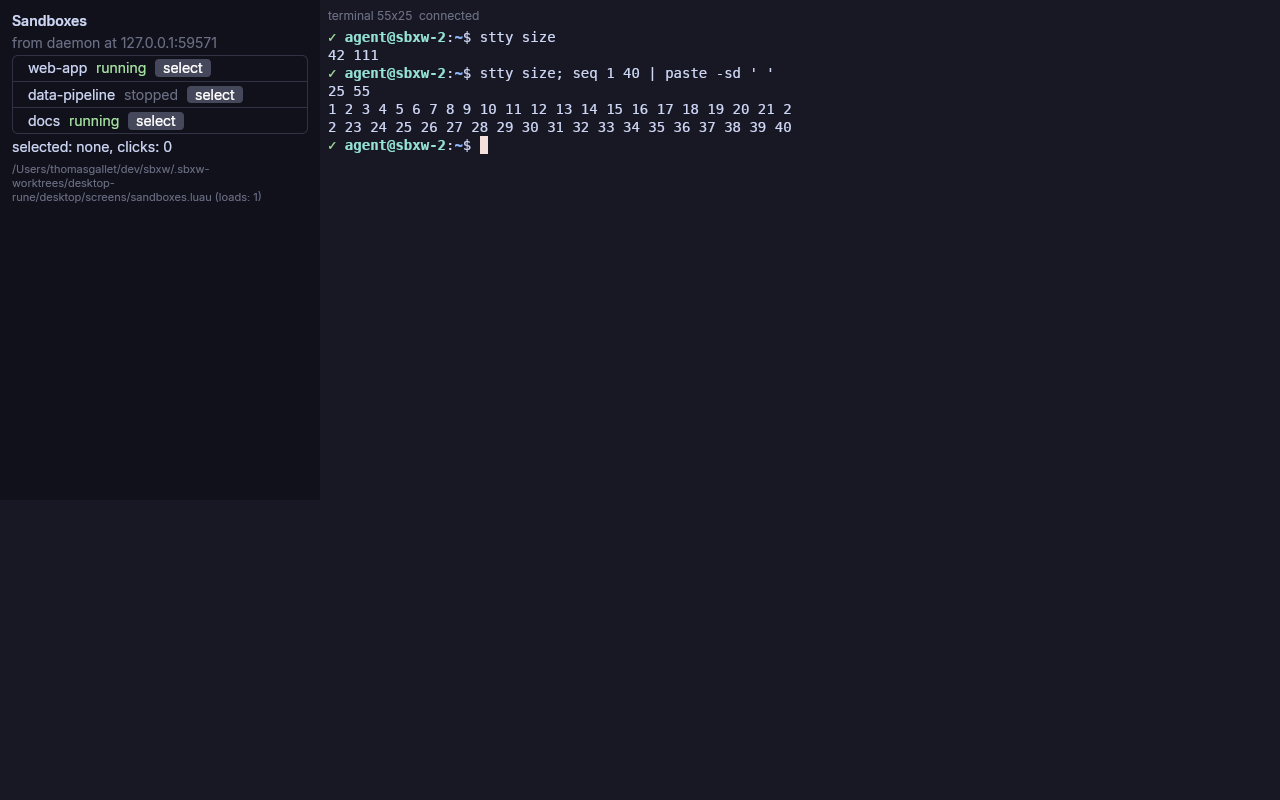 Sandboxes
from daemon at 127.0.0.1:59571
web-app running select
data-pipeline stopped select
docs running select
selected: none, clicks: 0
/Users/thomasgallet/dev/sbxw/.sbxw-
worktrees/desktop-
rune/desktop/screens/sandboxes.luau (loads: 1)
terminal 55x25 connected
✓ agent@sbxw-2:~$ stty size
42 111
✓ agent@sbxw-2:~$ stty size; seq 1 40 | paste -sd ' '
25 55
1 2 3 4 5 6 7 8 9 10 11 12 13 14 15 16 17 18 19 20 21 2
2 23 24 25 26 27 28 29 30 31 32 33 34 35 36 37 38 39 40
✓ agent@sbxw-2:~$